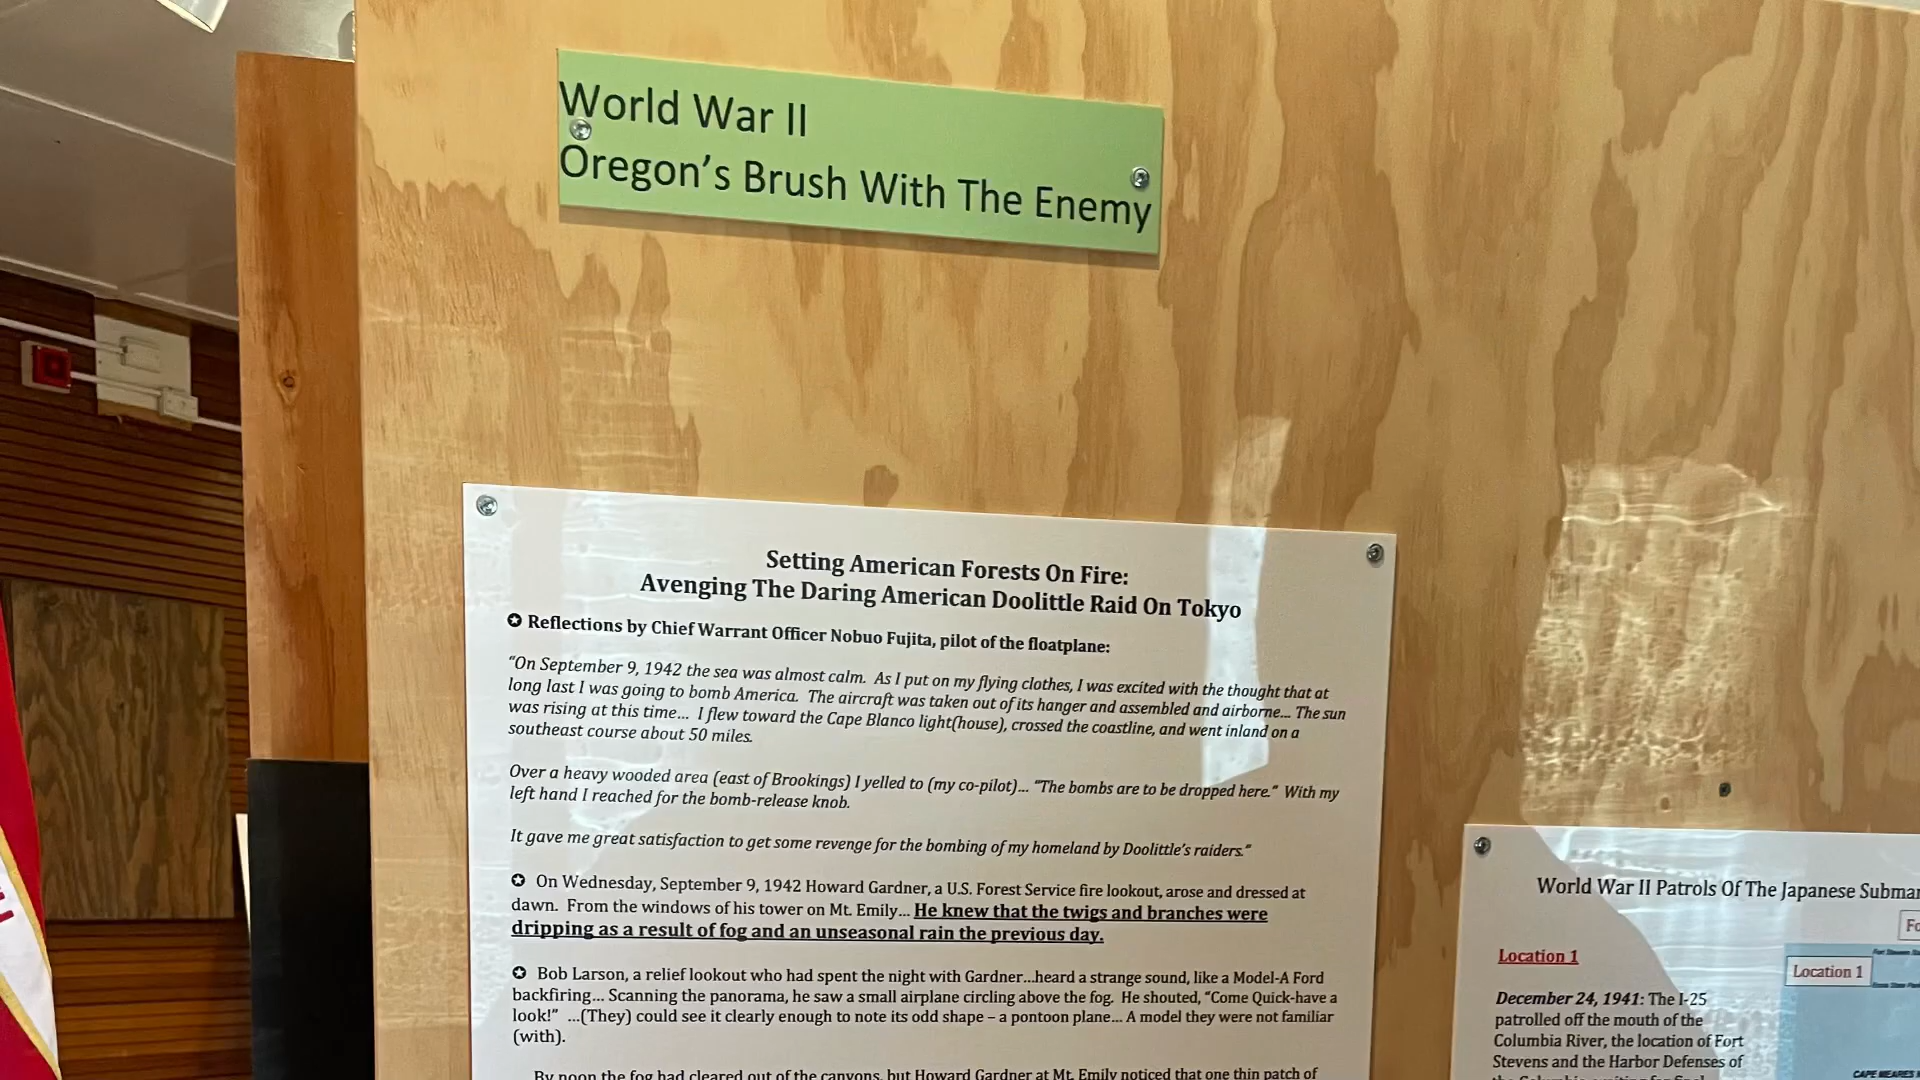 World War II
Oregon's Brush With The Enemy
Setting American Forests On Fire:
Avenging The Daring American Doolittle Raid On Tokyo
✪ Reflections by Chief Warrant Officer Nobuo Fujita, pilot of the floatplane:
"On September 9, 1942 the sea was almost calm. As I put on my flying clothes, I was excited with the thought that at
long last I was going to bomb America. The aircraft was taken out of its hanger and assembled and airborne... The sun
was rising at this time... I flew toward the Cape Blanco light(house), crossed the coastline, and went inland on a
southeast course about 50 miles.
Over a heavy wooded area (east of Brookings) I yelled to (my co-pilot)... "The bombs are to be dropped here." With my
left hand I reached for the bomb-release knob.
It gave me great satisfaction to get some revenge for the bombing of my homeland by Doolittle's raiders."
✪ On Wednesday, September 9, 1942 Howard Gardner, a U.S. Forest Service fire lookout, arose and dressed at
dawn. From the windows of his tower on Mt. Emily... He knew that the twigs and branches were
dripping as a result of fog and an unseasonal rain the previous day.
✪ Bob Larson, a relief lookout who had spent the night with Gardner...heard a strange sound, like a Model-A Ford
backfiring... Scanning the panorama, he saw a small airplane circling above the fog. He shouted, "Come Quick-have a
look!" ...(They) could see it clearly enough to note its odd shape – a pontoon plane... A model they were not familiar
(with).
By noon the fog had cleared out of the canyons, but Howard Gardner at Mt. Emily noticed that one thin patch of
World War II Patrols Of The Japanese Submar
Fo
Location 1
Location 1
December 24, 1941: The I-25
patrolled off the mouth of the
Columbia River, the location of Fort
Stevens and the Harbor Defenses of
CAPE MEARES